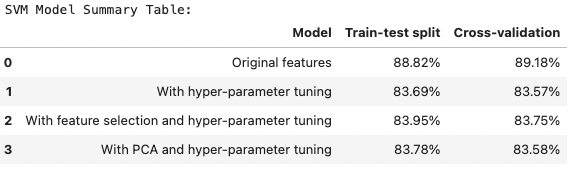 SVM Model Summary Table:
Model Train-test split Cross-validation
0 Original features 88.82% 89.18%
1 With hyper-parameter tuning 83.69% 83.57%
2 With feature selection and hyper-parameter tuning 83.95% 83.75%
3 With PCA and hyper-parameter tuning 83.78% 83.58%